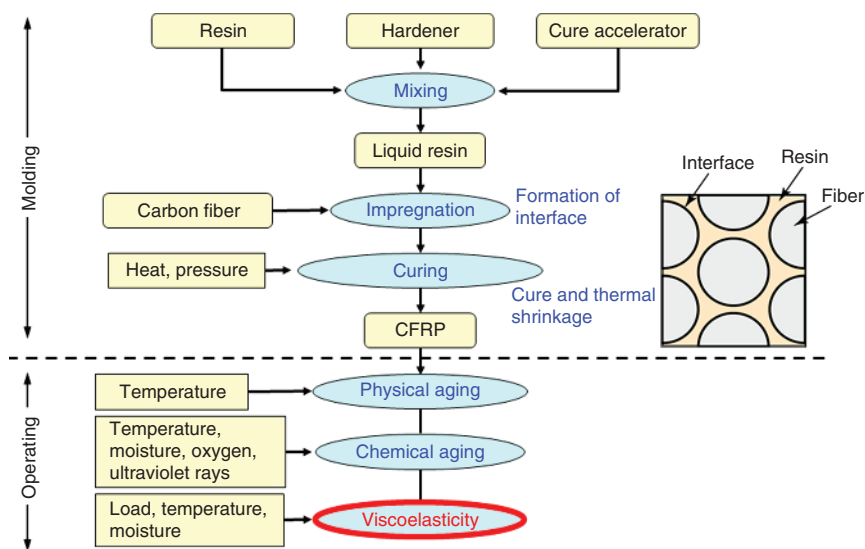 Resin
Hardener
Cure accelerator
Mixing
Liquid resin
Molding
Carbon fiber
Impregnation
Formation of
interface
Heat, pressure
Curing
Cure and thermal
shrinkage
CFRP
Interface
Resin
Fiber
Operating
Temperature
Physical aging
Temperature,
moisture, oxygen,
ultraviolet rays
Chemical aging
Load, temperature,
moisture
Viscoelasticity